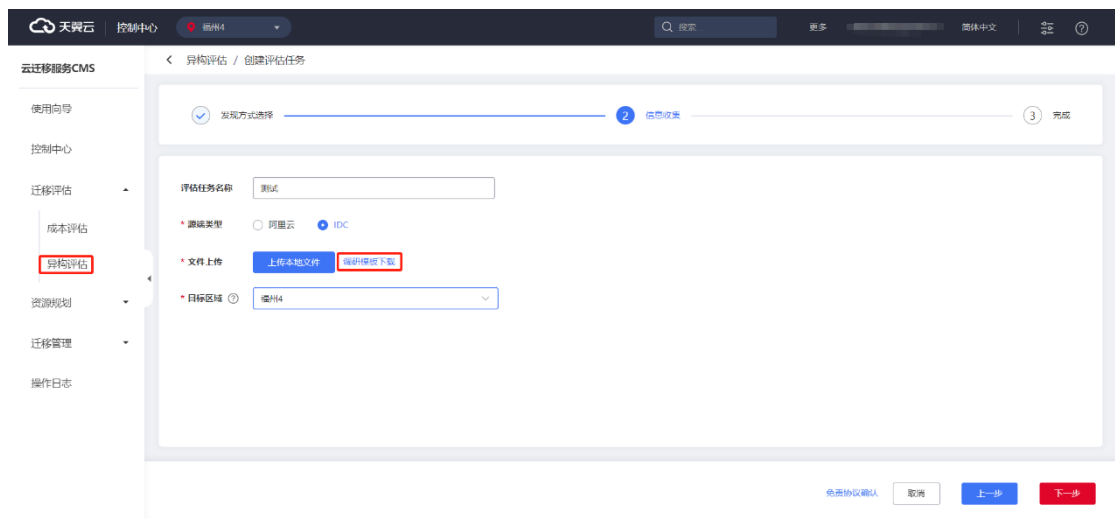 天翼云 控制中心 福州4 搜索... 更多 简体中文
云迁移服务CMS
异构评估 / 创建评估任务
使用向导
发现方式选择 2 信息收集 3 完成
控制中心
迁移评估
评估任务名称 测试
成本评估
* 源端类型 阿里云 IDC
异构评估
* 文件上传 上传本地文件 调研模板下载
资源规划
* 目标区域 福州4
迁移管理
操作日志
免责协议确认 取消 上一步 下一步